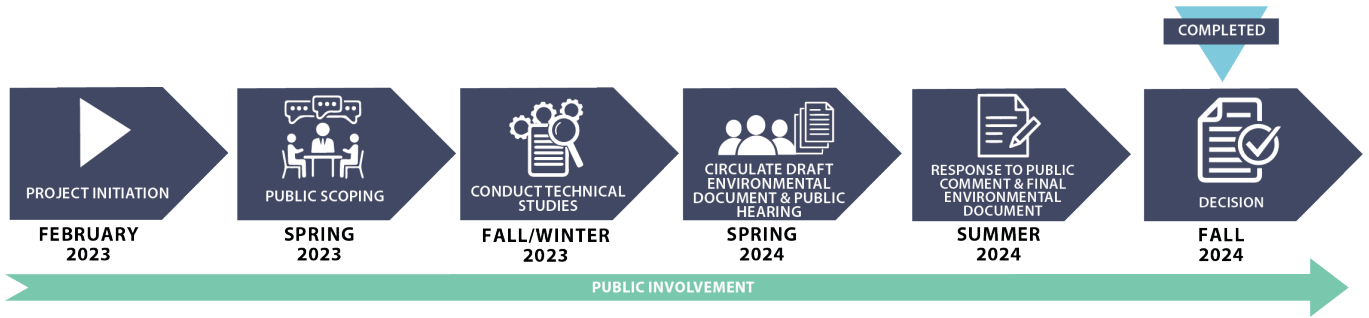 COMPLETED
PROJECT INITIATION
FEBRUARY
2023
PUBLIC SCOPING
SPRING
2023
CONDUCT TECHNICAL
STUDIES
FALL/WINTER
2023
CIRCULATE DRAFT
ENVIRONMENTAL
DOCUMENT & PUBLIC
HEARING
SPRING
2024
RESPONSE TO PUBLIC
COMMENT & FINAL
ENVIRONMENTAL
DOCUMENT
SUMMER
2024
DECISION
FALL
2024
PUBLIC INVOLVEMENT